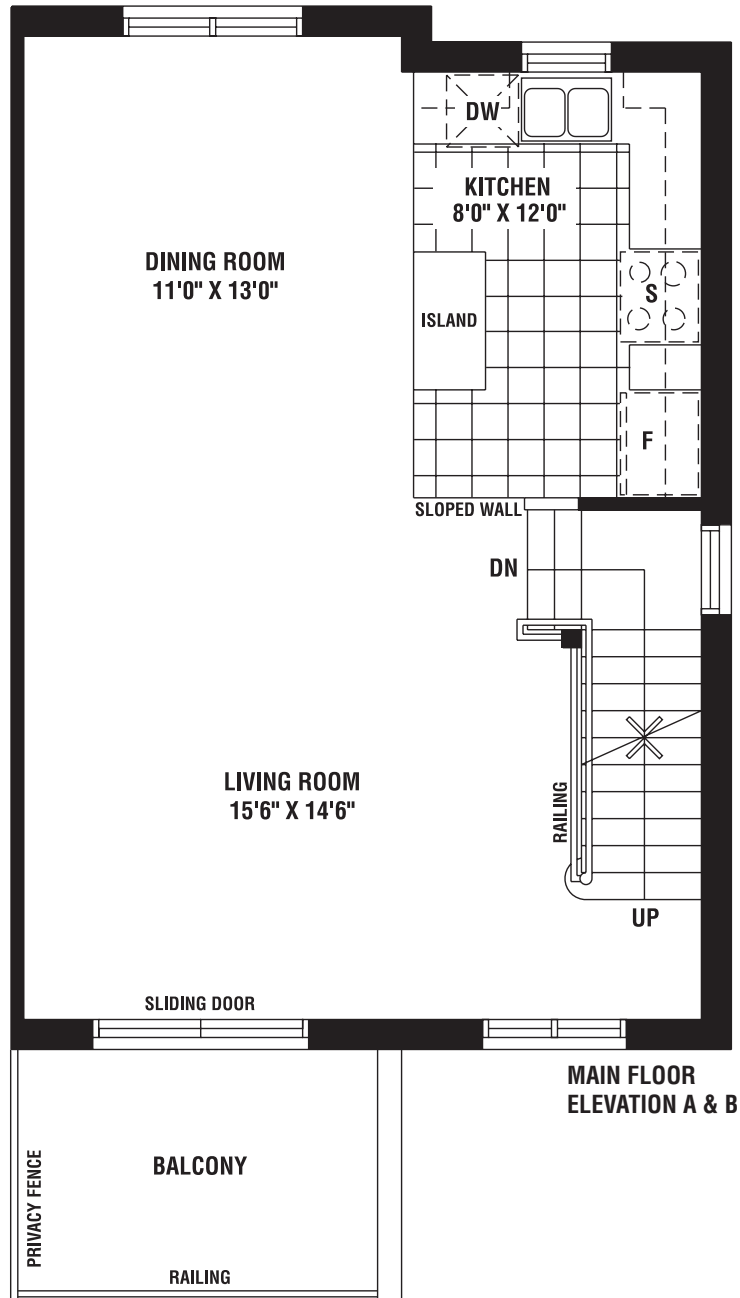 DW
KITCHEN
8'0" X 12'0"
DINING ROOM
11'0" X 13'0"
S
ISLAND
F
SLOPED WALL
DN
LIVING ROOM
15'6" X 14'6"
RAILING
UP
SLIDING DOOR
MAIN FLOOR
ELEVATION A & B
BALCONY
PRIVACY FENCE
RAILING